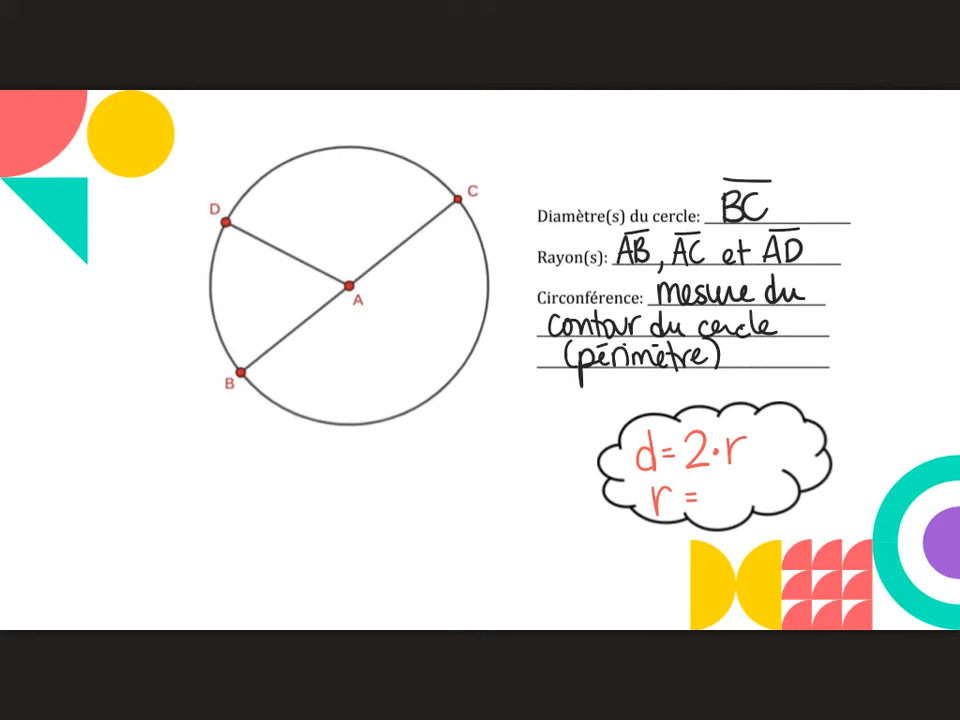 D
C
A
B
Diamètre(s) du cercle: BC
Rayon(s): AB, AC et AD
Circonférence: mesure du
contour du cercle
(périmètre)
d = 2 · r
r =